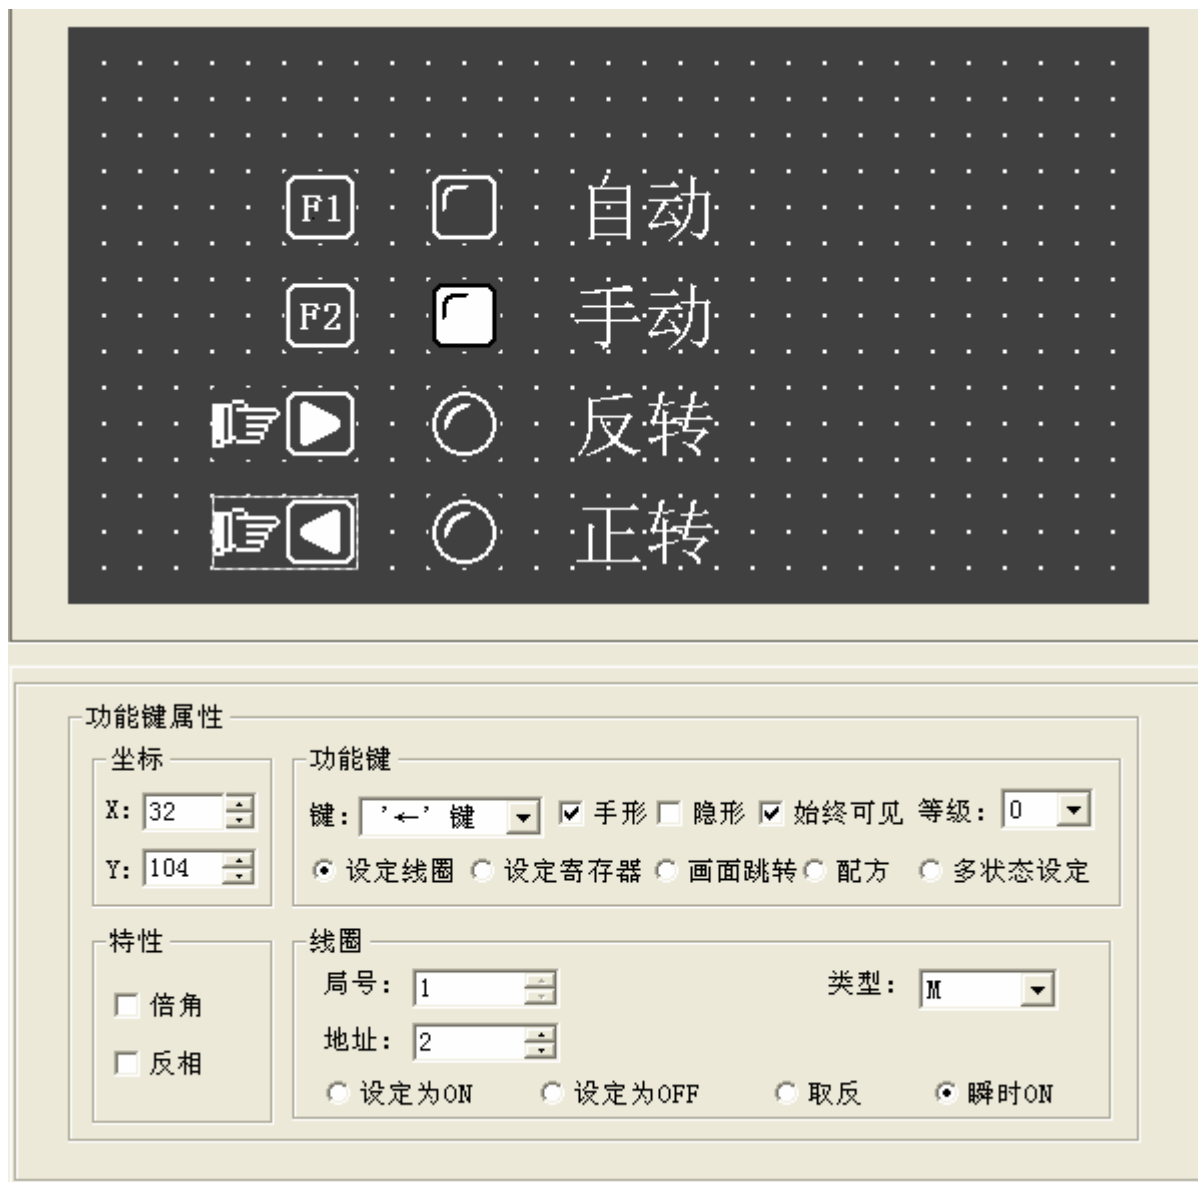 F1 自动
F2 手动
反转
正转
功能键属性
坐标
X: 32
Y: 104
功能键
键: '←' 键 手形 隐形 始终可见 等级: 0
设定线圈 设定寄存器 画面跳转 配方 多状态设定
特性
倍角
反相
线圈
局号: 1 类型: M
地址: 2
设定为ON 设定为OFF 取反 瞬时ON